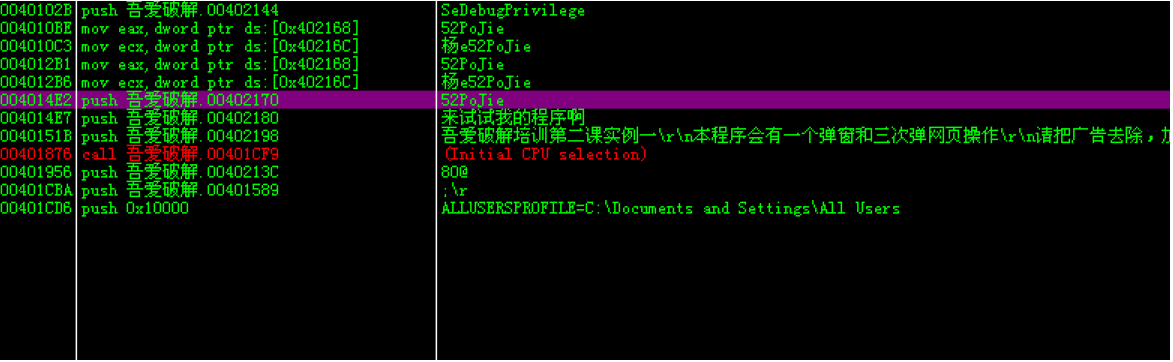 0040102B push 吾爱破解.00402144 SeDebugPrivilege
004010BE mov eax,dword ptr ds:[0x402168] 52PoJie
004010C3 mov ecx,dword ptr ds:[0x40216C] 杨e52PoJie
004012B1 mov eax,dword ptr ds:[0x402168] 52PoJie
004012B6 mov ecx,dword ptr ds:[0x40216C] 杨e52PoJie
004014E2 push 吾爱破解.00402170 52PoJie
004014E7 push 吾爱破解.00402180 来试试我的程序啊
0040151B push 吾爱破解.00402198 吾爱破解培训第二课实例一\r\n本程序会有一个弹窗和三次弹网页操作\r\n请把广告去除，加
00401876 call 吾爱破解.00401CF9 (Initial CPU selection)
00401956 push 吾爱破解.0040213C 80@
00401CBA push 吾爱破解.00401589 ;\r
00401CD6 push 0x10000 ALLUSERSPROFILE=C:\Documents and Settings\All Users